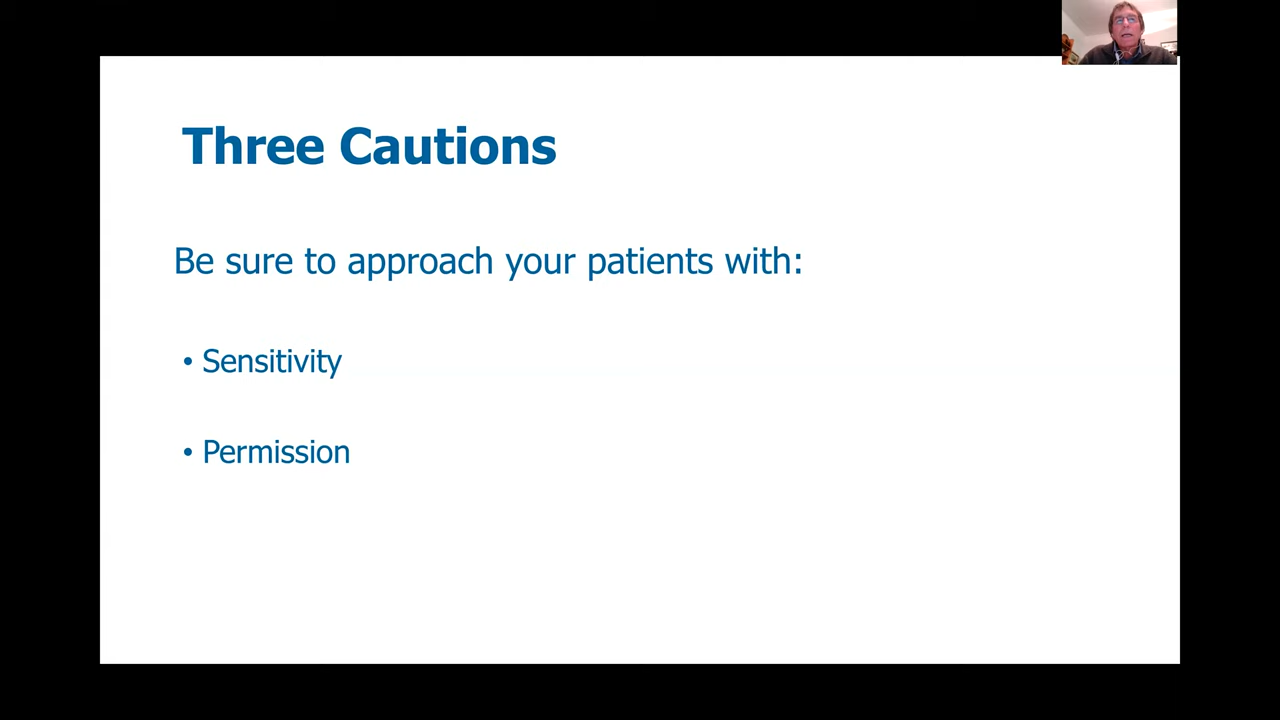 Three Cautions
Be sure to approach your patients with:
• Sensitivity
• Permission